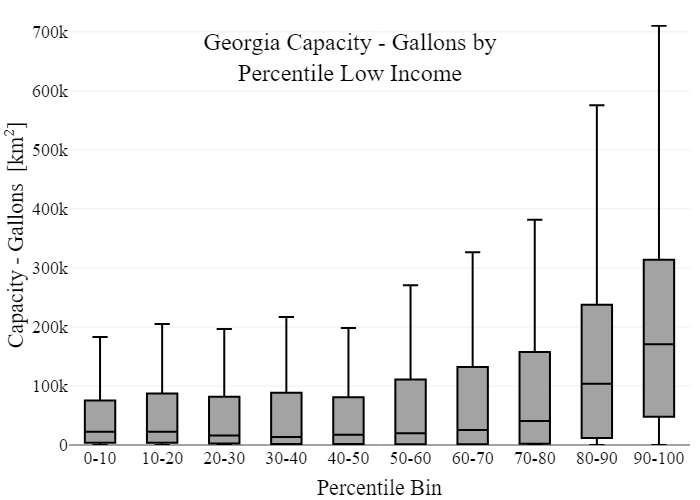 Georgia Capacity - Gallons by
Percentile Low Income
Capacity - Gallons [km²]
700k
600k
500k
400k
300k
200k
100k
0
0-10 10-20 20-30 30-40 40-50 50-60 60-70 70-80 80-90 90-100
Percentile Bin